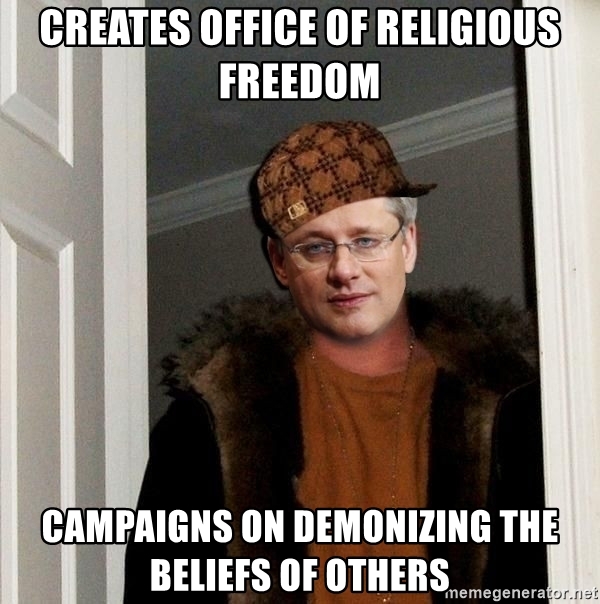 CREATES OFFICE OF RELIGIOUS
FREEDOM
CAMPAIGNS ON DEMONIZING THE
BELIEFS OF OTHERS
memegenerator.net